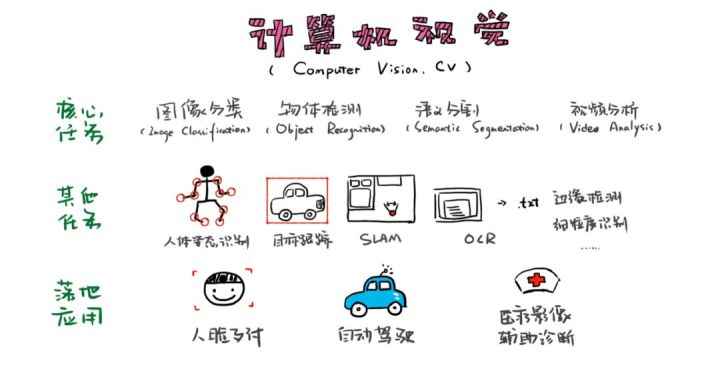 计算机视觉
( Computer Vision, CV )
核心任务
图像分类
物体检测
语义分割
视频分析
(Image Classification)
(Object Recognition)
(Semantic Segmentation)
(Video Analysis)
其他任务
人体姿态识别
目标跟踪
SLAM
OCR
→ .txt
边缘检测
细粒度识别
......
落地应用
人脸支付
自动驾驶
医疗影像
辅助诊断